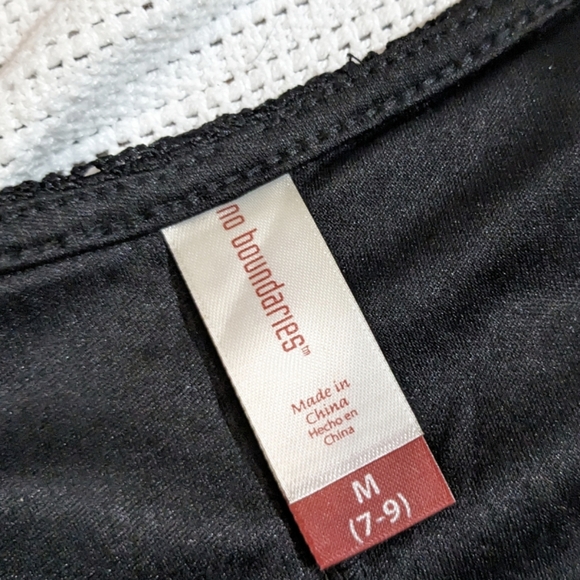 no boundaries™
Made in
China
Hecho en
China
M
(7-9)